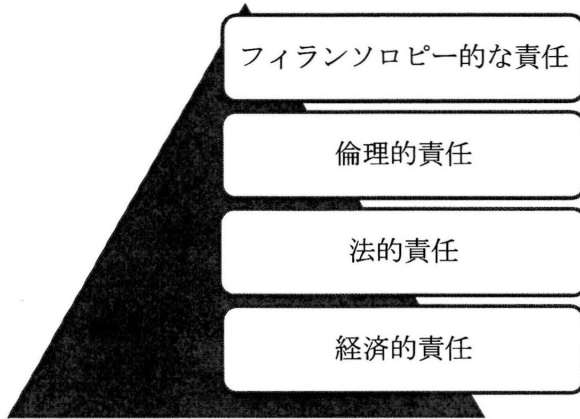 フィランソロピー的な責任
倫理的責任
法的責任
経済的責任